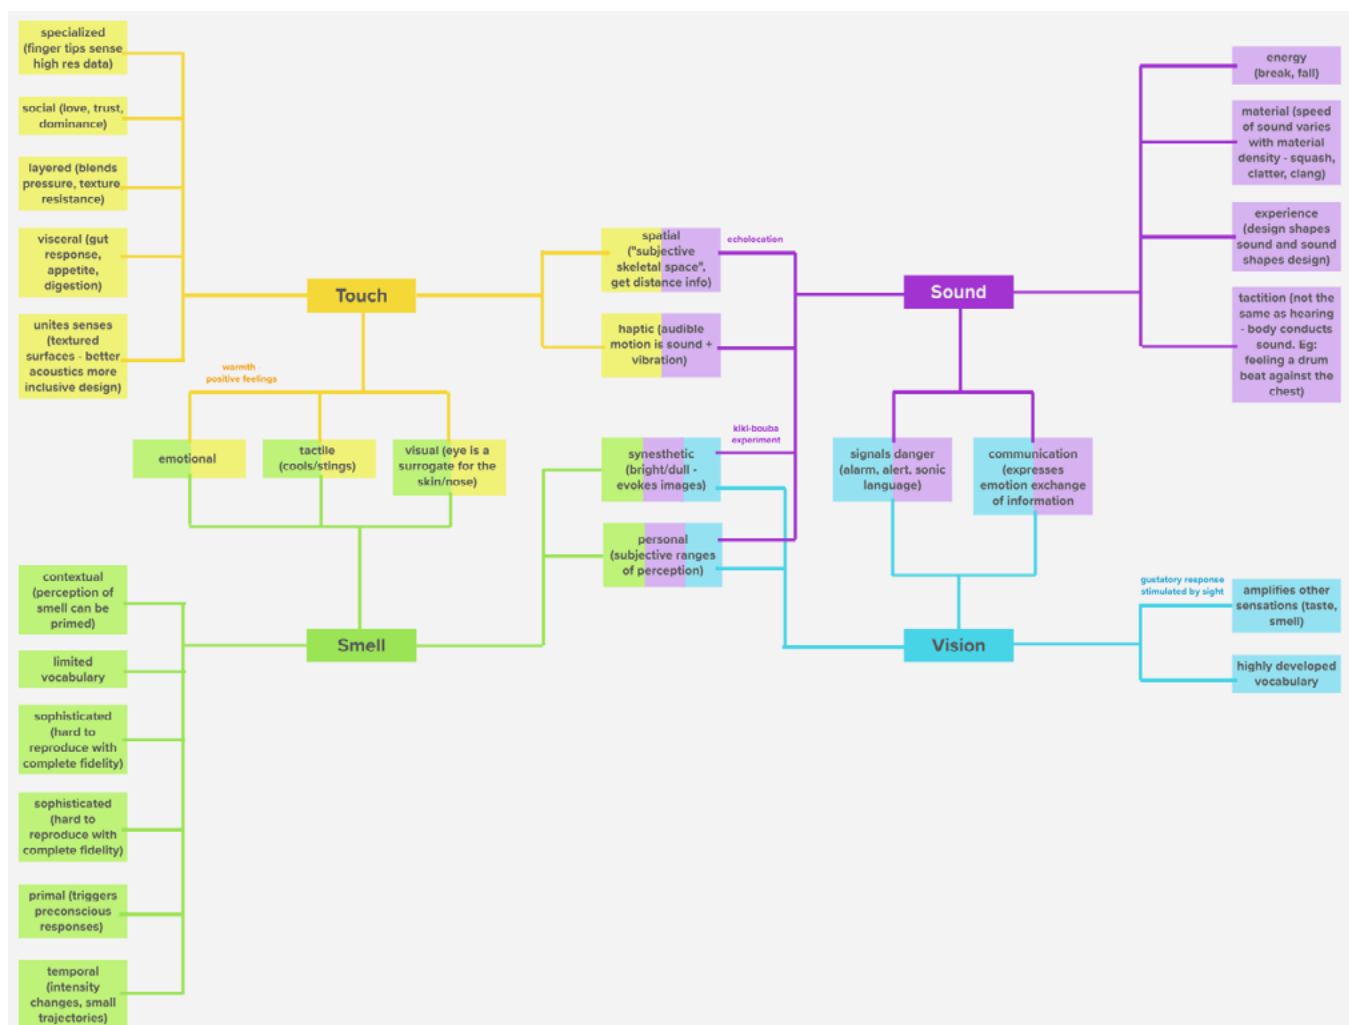 specialized
(finger tips sense
high res data)
social (love, trust,
dominance)
layered (blends
pressure, texture,
resistance)
visceral (gut
response,
appetite,
digestion)
unites senses
(textured
surfaces - better
acoustics more
inclusive design)
Touch
warmth -
positive feelings
emotional
tactile
(cools/stings)
visual (eye is a
surrogate for the
skin/nose)
spatial
("subjective
skeletal space",
get distance info)
haptic (audible
motion is sound +
vibration)
echolocation
Sound
energy
(break, fall)
material (speed
of sound varies
with material
density - squash,
clatter, clang)
experience
(design shapes
sound and sound
shapes design)
tactition (not the
same as hearing
- body conducts
sound. Eg:
feeling a drum
beat against the
chest)
kiki-bouba
experiment
synesthetic
(bright/dull -
evokes images)
personal
(subjective ranges
of perception)
signals danger
(alarm, alert, sonic
language)
communication
(expresses
emotion exchange
of information
Smell
contextual
(perception of
smell can be
primed)
limited
vocabulary
sophisticated
(hard to
reproduce with
complete fidelity)
sophisticated
(hard to
reproduce with
complete fidelity)
primal (triggers
preconscious
responses)
temporal
(intensity
changes, small
trajectories)
Vision
gustatory response
stimulated by sight
amplifies other
sensations (taste,
smell)
highly developed
vocabulary